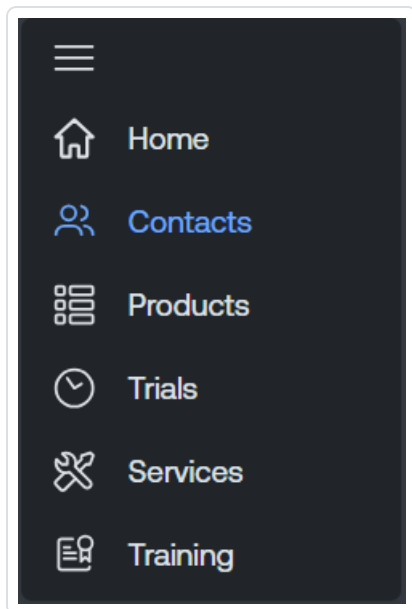 Home
Contacts
Products
Trials
Services
Training